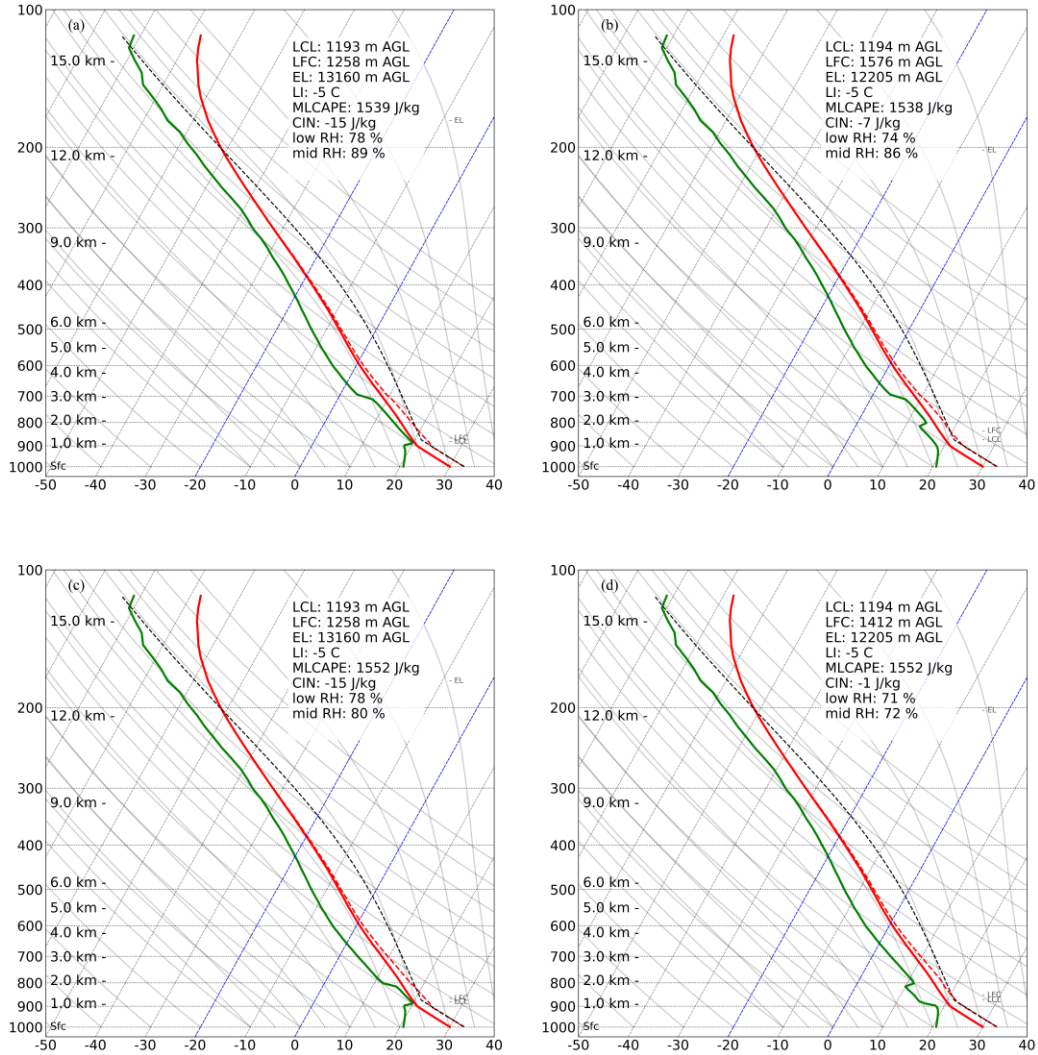 100
(a)
LCL: 1193 m AGL
LFC: 1258 m AGL
EL: 13160 m AGL
LI: -5 C
MLCAPE: 1539 J/kg
CIN: -15 J/kg
low RH: 78 %
mid RH: 89 %
15.0 km -
- EL
200
12.0 km -
300
9.0 km -
400
6.0 km -
500
5.0 km -
600
4.0 km -
700
3.0 km -
800
2.0 km -
900
1.0 km -
- LFC
- LCL
1000
Sfc
-50 -40 -30 -20 -10 0 10 20 30 40
100
(b)
LCL: 1194 m AGL
LFC: 1576 m AGL
EL: 12205 m AGL
LI: -5 C
MLCAPE: 1538 J/kg
CIN: -7 J/kg
low RH: 74 %
mid RH: 86 %
15.0 km -
- EL
200
12.0 km -
300
9.0 km -
400
6.0 km -
500
5.0 km -
600
4.0 km -
700
3.0 km -
800
2.0 km -
- LFC
900
1.0 km -
- LCL
1000
Sfc
-50 -40 -30 -20 -10 0 10 20 30 40
100
(c)
LCL: 1193 m AGL
LFC: 1258 m AGL
EL: 13160 m AGL
LI: -5 C
MLCAPE: 1552 J/kg
CIN: -15 J/kg
low RH: 78 %
mid RH: 80 %
15.0 km -
- EL
200
12.0 km -
300
9.0 km -
400
6.0 km -
500
5.0 km -
600
4.0 km -
700
3.0 km -
800
2.0 km -
900
1.0 km -
- LFC
- LCL
1000
Sfc
-50 -40 -30 -20 -10 0 10 20 30 40
100
(d)
LCL: 1194 m AGL
LFC: 1412 m AGL
EL: 12205 m AGL
LI: -5 C
MLCAPE: 1552 J/kg
CIN: -1 J/kg
low RH: 71 %
mid RH: 72 %
15.0 km -
- EL
200
12.0 km -
300
9.0 km -
400
6.0 km -
500
5.0 km -
600
4.0 km -
700
3.0 km -
800
2.0 km -
900
1.0 km -
- LFC
- LCL
1000
Sfc
-50 -40 -30 -20 -10 0 10 20 30 40